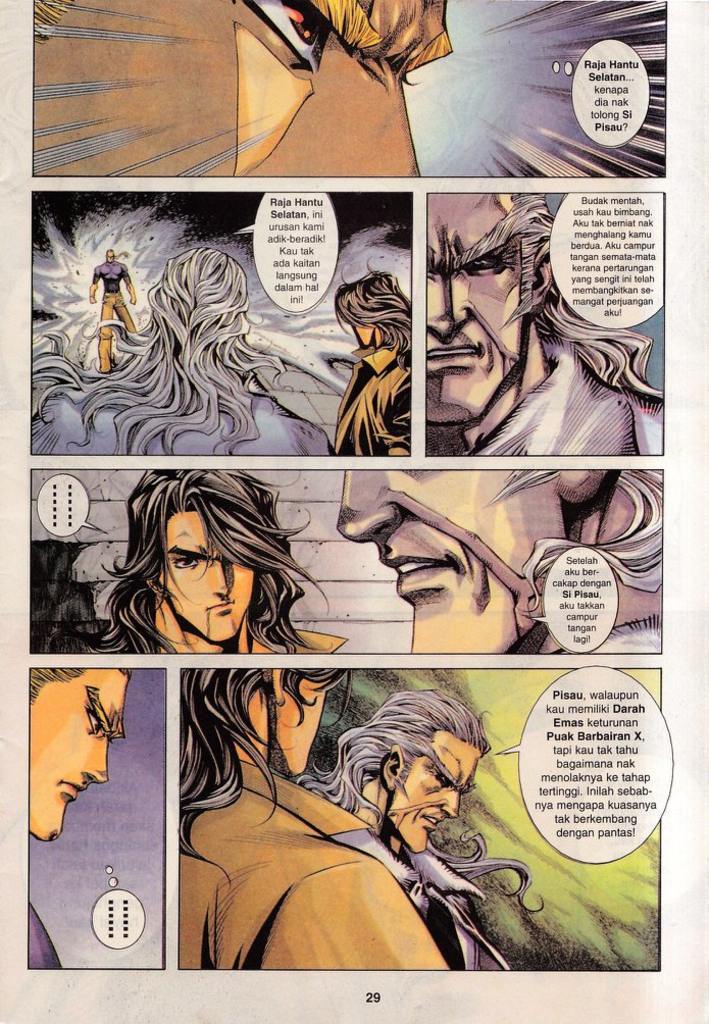 Raja Hantu
Selatan...
kenapa
dia nak
tolong Si
Pisau?
Raja Hantu
Selatan, ini
urusan kami
adik-beradik!
Kau tak
ada kaitan
langsung
dalam hal
ini!
Budak mentah,
usah kau bimbang.
Aku tak berniat nak
menghalang kamu
berdua. Aku campur
tangan semata-mata
kerana pertarungan
yang sengit ini telah
membangkitkan se-
mangat perjuangan
aku!
Setelah
aku ber-
cakap dengan
Si Pisau,
aku takkan
campur
tangan
lagi!
Pisau, walaupun
kau memiliki Darah
Emas keturunan
Puak Barbairan X,
tapi kau tak tahu
bagaimana nak
menolaknya ke tahap
tertinggi. Inilah sebab-
nya mengapa kuasanya
tak berkembang
dengan pantas!
29